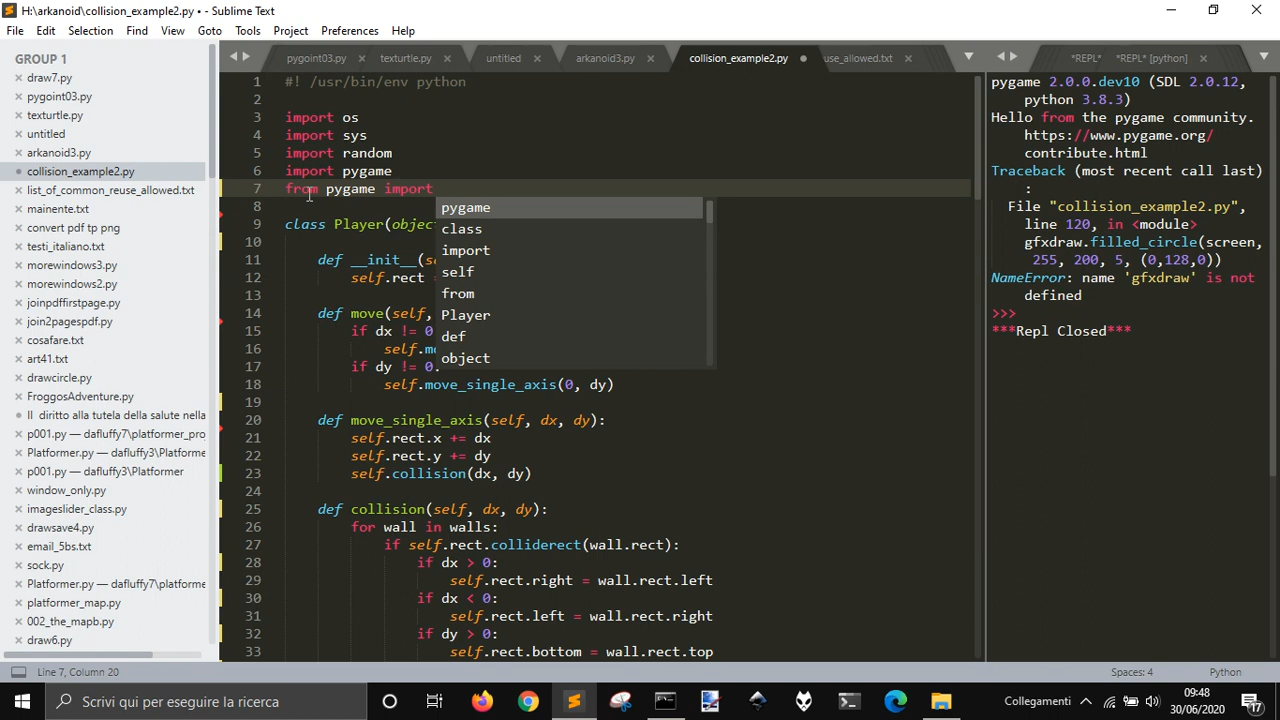 H:\arkanoid\collision_example2.py • - Sublime Text
File Edit Selection Find View Goto Tools Project Preferences Help
GROUP 1
draw7.py
pygoint03.py
texturtle.py
untitled
arkanoid3.py
collision_example2.py
list_of_common_reuse_allowed.txt
mainente.txt
convert pdf tp png
testi_italiano.txt
morewindows3.py
morewindows2.py
joinpdffirstpage.py
join2pagespdf.py
cosafare.txt
art41.txt
drawcircle.py
FroggosAdventure.py
Il diritto alla tutela della salute nella
p001.py — dafluffy7\platformer_proj
Platformer.py — dafluffy3\Platforme
p001.py — dafluffy3\Platformer
window_only.py
imageslider_class.py
drawsave4.py
email_5bs.txt
sock.py
Platformer.py — dafluffy7\platforme
platformer_map.py
002_the_mapb.py
draw6.py
pygoint03.py texturtle.py untitled arkanoid3.py collision_example2.py use_allowed.txt
1 #! /usr/bin/env python
2
3 import os
4 import sys
5 import random
6 import pygame
7 from pygame import
8
9 class Player(object
10
11 def __init__(se
12 self.rect =
13
14 def move(self,
15 if dx != 0
16 self.mo
17 if dy != 0.
18 self.move_single_axis(0, dy)
19
20 def move_single_axis(self, dx, dy):
21 self.rect.x += dx
22 self.rect.y += dy
23 self.collision(dx, dy)
24
25 def collision(self, dx, dy):
26 for wall in walls:
27 if self.rect.colliderect(wall.rect):
28 if dx > 0:
29 self.rect.right = wall.rect.left
30 if dx < 0:
31 self.rect.left = wall.rect.right
32 if dy > 0:
33 self.rect.bottom = wall.rect.top
pygame
class
import
self
from
Player
def
object
*REPL* *REPL* [python]
pygame 2.0.0.dev10 (SDL 2.0.12,
python 3.8.3)
Hello from the pygame community.
https://www.pygame.org/
contribute.html
Traceback (most recent call last)
:
File "collision_example2.py",
line 120, in <module>
gfxdraw.filled_circle(screen,
255, 200, 5, (0,128,0))
NameError: name 'gfxdraw' is not
defined
>>>
***Repl Closed***
Line 7, Column 20
Spaces: 4
Python
Scrivi qui per eseguire la ricerca
Collegamenti
09:48
30/06/2020
17